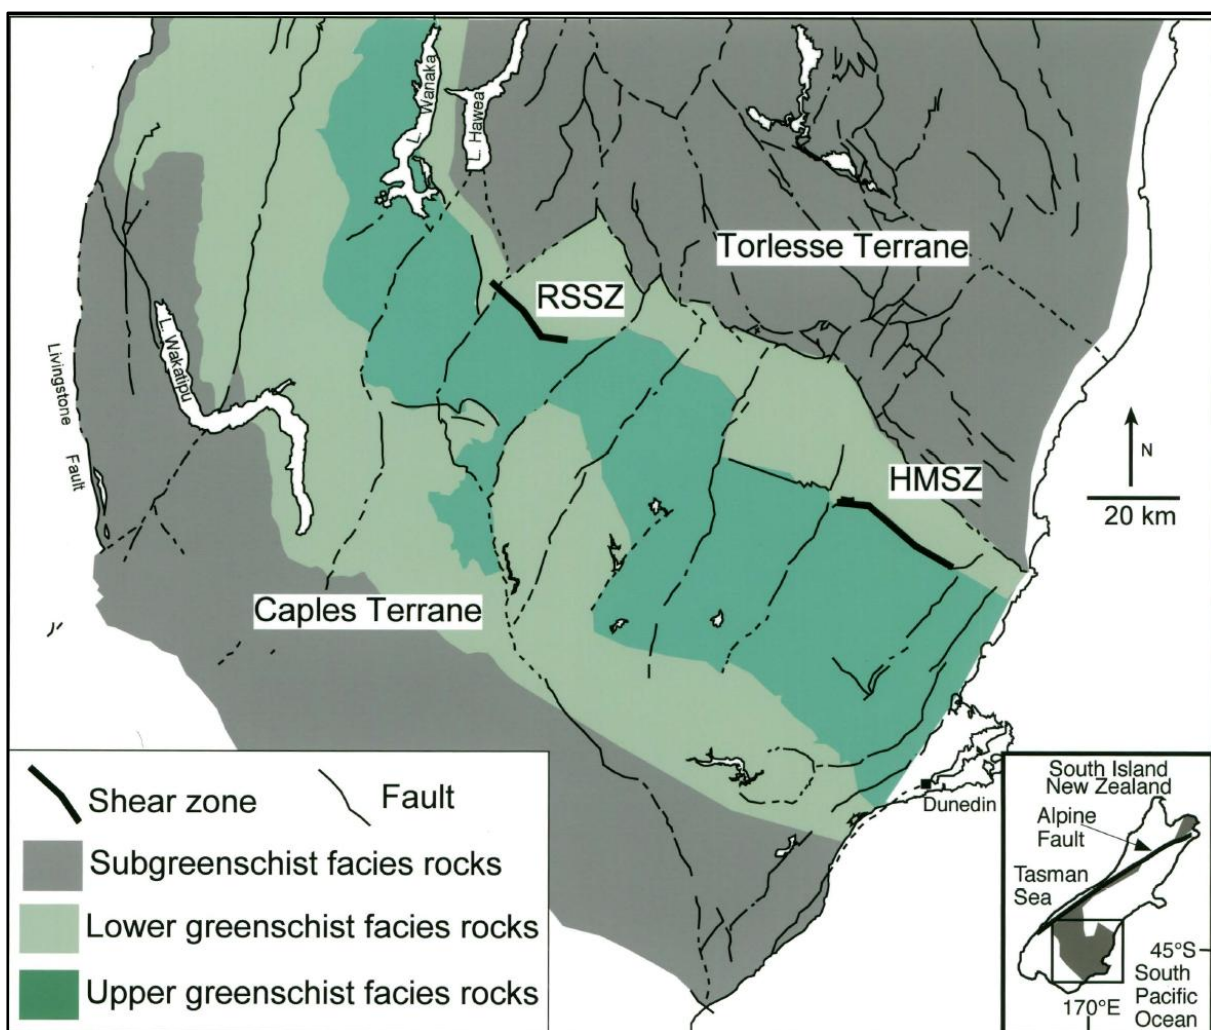 L. Wanaka
L. Hawea
Torlesse Terrane
RSSZ
L. Wakatipu
Livingstone
Fault
HMSZ
N
20 km
Caples Terrane
Dunedin
Shear zone
Fault
Subgreenschist facies rocks
Lower greenschist facies rocks
Upper greenschist facies rocks
South Island
New Zealand
Alpine
Fault
Tasman
Sea
45°S
South
Pacific
Ocean
170°E